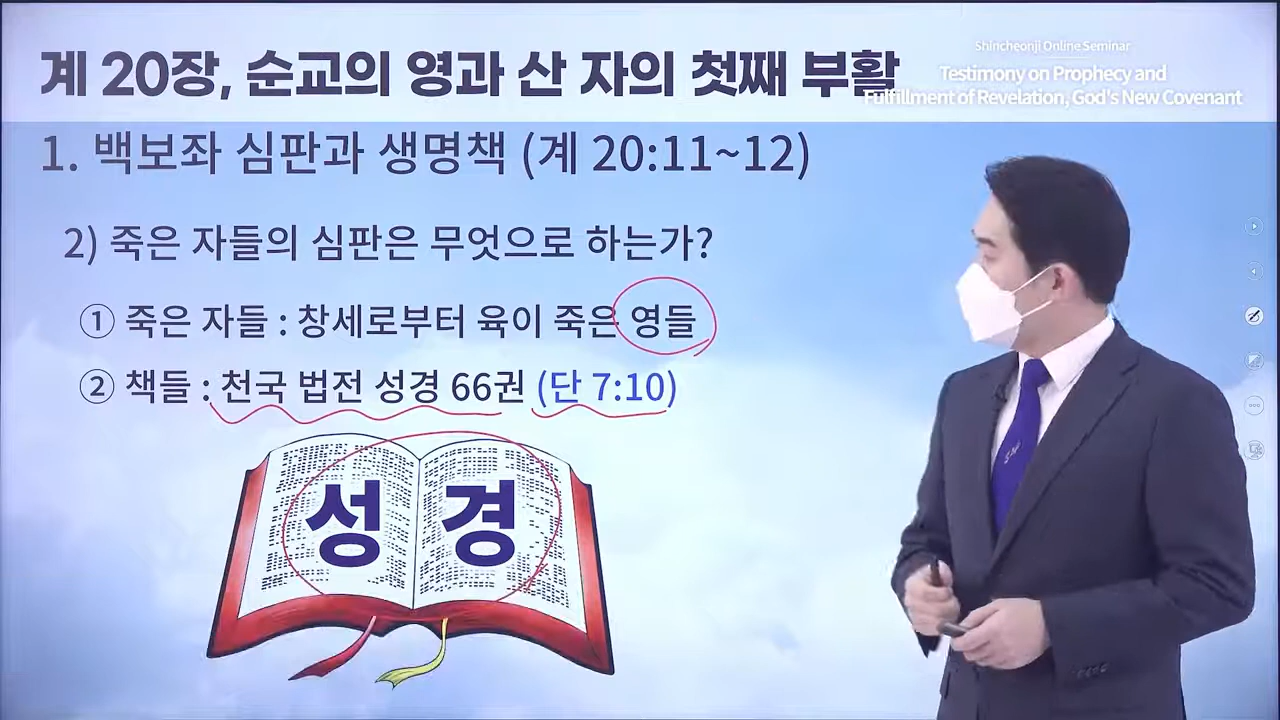 계 20장, 순교의 영과 산 자의 첫째 부활
Shincheonji Online Seminar
Testimony on Prophecy and
Fulfillment of Revelation, God's New Covenant
1. 백보좌 심판과 생명책 (계 20:11~12)
2) 죽은 자들의 심판은 무엇으로 하는가?
① 죽은 자들 : 창세로부터 육이 죽은 영들
② 책들 : 천국 법전 성경 66권 (단 7:10)
성 경